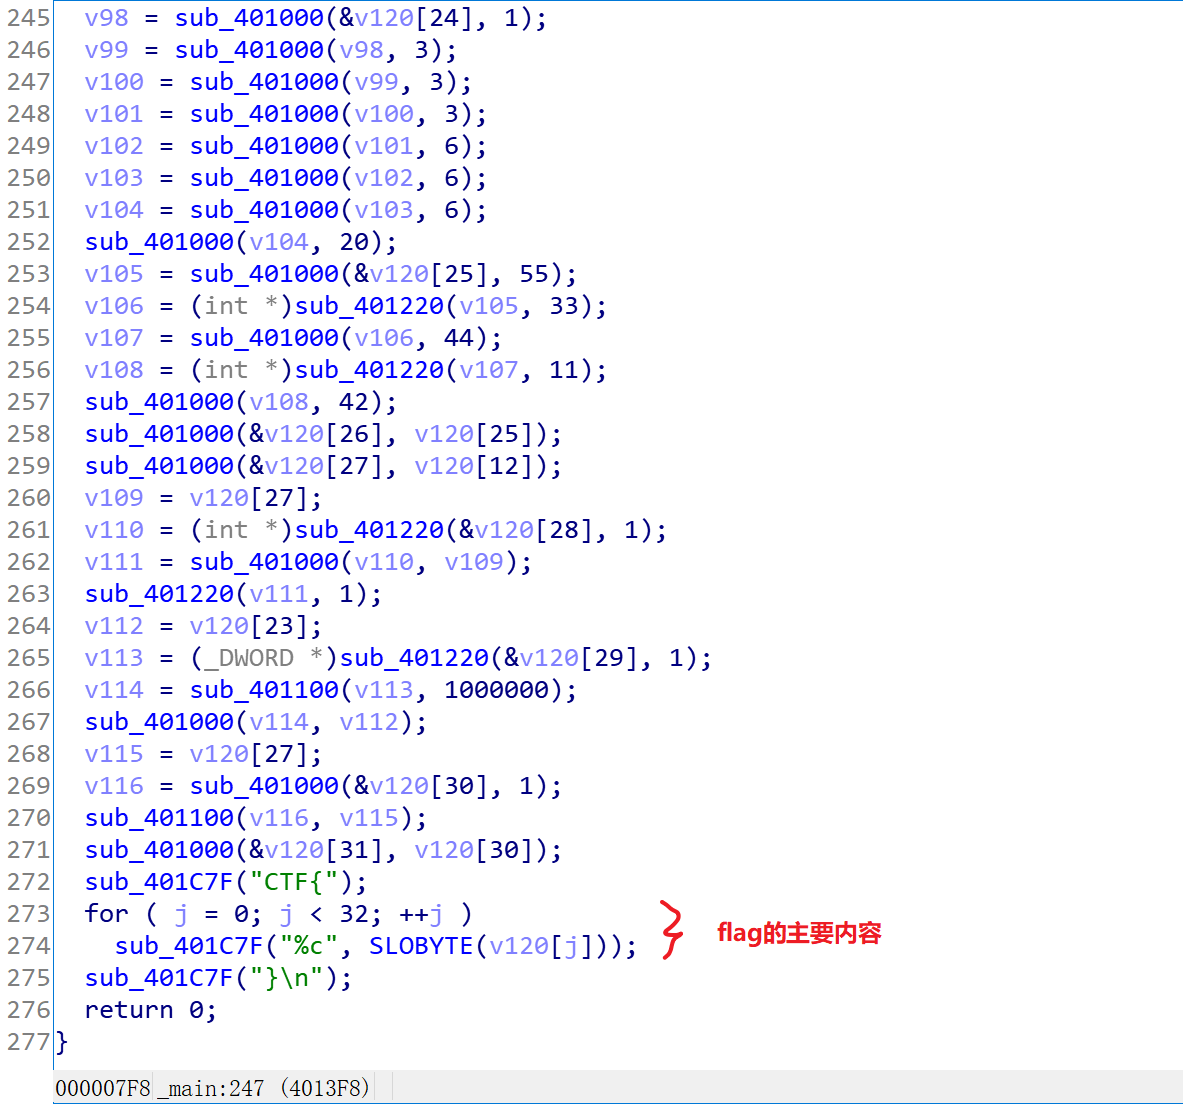 245 v98 = sub_401000(&v120[24], 1);
246 v99 = sub_401000(v98, 3);
247 v100 = sub_401000(v99, 3);
248 v101 = sub_401000(v100, 3);
249 v102 = sub_401000(v101, 6);
250 v103 = sub_401000(v102, 6);
251 v104 = sub_401000(v103, 6);
252 sub_401000(v104, 20);
253 v105 = sub_401000(&v120[25], 55);
254 v106 = (int *)sub_401220(v105, 33);
255 v107 = sub_401000(v106, 44);
256 v108 = (int *)sub_401220(v107, 11);
257 sub_401000(v108, 42);
258 sub_401000(&v120[26], v120[25]);
259 sub_401000(&v120[27], v120[12]);
260 v109 = v120[27];
261 v110 = (int *)sub_401220(&v120[28], 1);
262 v111 = sub_401000(v110, v109);
263 sub_401220(v111, 1);
264 v112 = v120[23];
265 v113 = (_DWORD *)sub_401220(&v120[29], 1);
266 v114 = sub_401100(v113, 1000000);
267 sub_401000(v114, v112);
268 v115 = v120[27];
269 v116 = sub_401000(&v120[30], 1);
270 sub_401100(v116, v115);
271 sub_401000(&v120[31], v120[30]);
272 sub_401C7F("CTF{");
273 for ( j = 0; j < 32; ++j )
274 sub_401C7F("%c", SLOBYTE(v120[j]));
flag的主要内容
275 sub_401C7F("}\n");
276 return 0;
277 }
000007F8 _main:247 (4013F8)